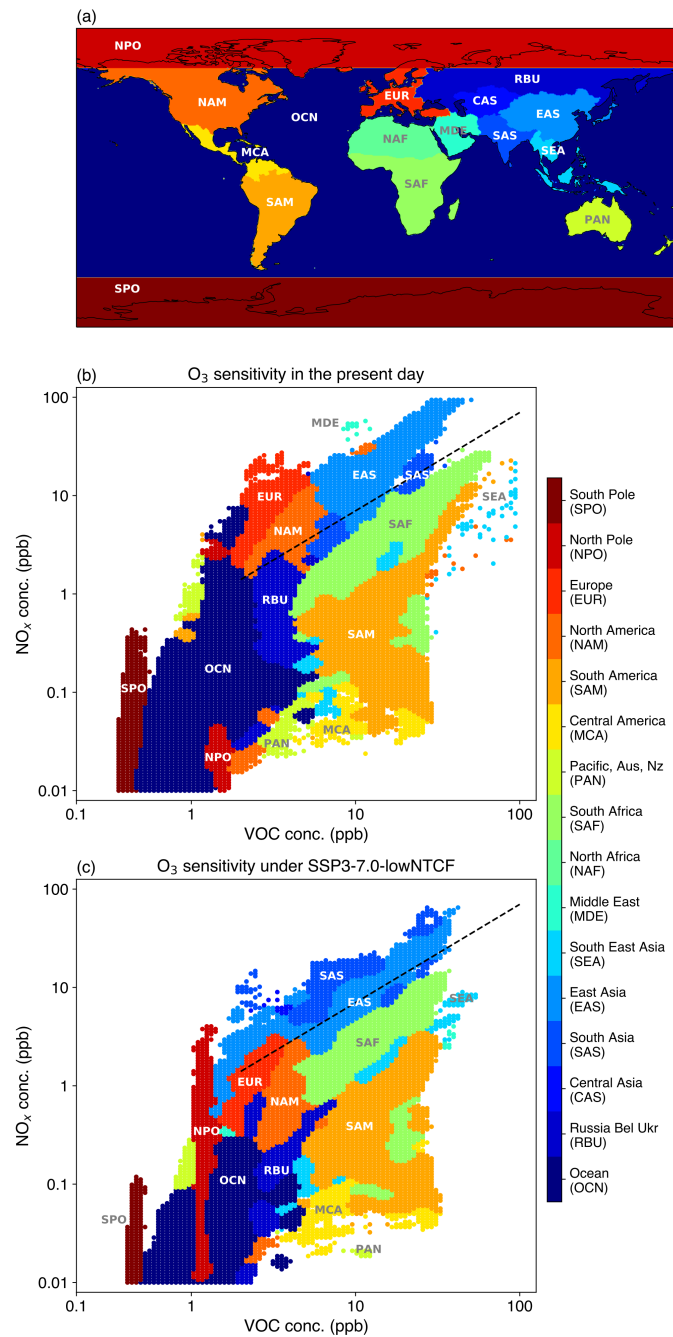 (a)
NPO
RBU
EUR
NAM
CAS
OCN
EAS
MDE
NAF
SAS
MCA
SEA
SAF
SAM
PAN
SPO
(b)
O₃ sensitivity in the present day
100
10
1
0.1
0.01
NOₓ conc. (ppb)
MDE
EAS
SAS
EUR
SEA
NAM
SAF
RBU
SAM
OCN
SPO
MCA
PAN
NPO
0.1
1
10
100
VOC conc. (ppb)
(c)
O₃ sensitivity under SSP3-7.0-lowNTCF
100
10
1
0.1
0.01
NOₓ conc. (ppb)
SAS
EAS
SEA
SAF
EUR
NAM
NPO
SAM
RBU
OCN
SPO
MCA
PAN
0.1
1
10
100
VOC conc. (ppb)
South Pole
(SPO)
North Pole
(NPO)
Europe
(EUR)
North America
(NAM)
South America
(SAM)
Central America
(MCA)
Pacific, Aus, Nz
(PAN)
South Africa
(SAF)
North Africa
(NAF)
Middle East
(MDE)
South East Asia
(SEA)
East Asia
(EAS)
South Asia
(SAS)
Central Asia
(CAS)
Russia Bel Ukr
(RBU)
Ocean
(OCN)